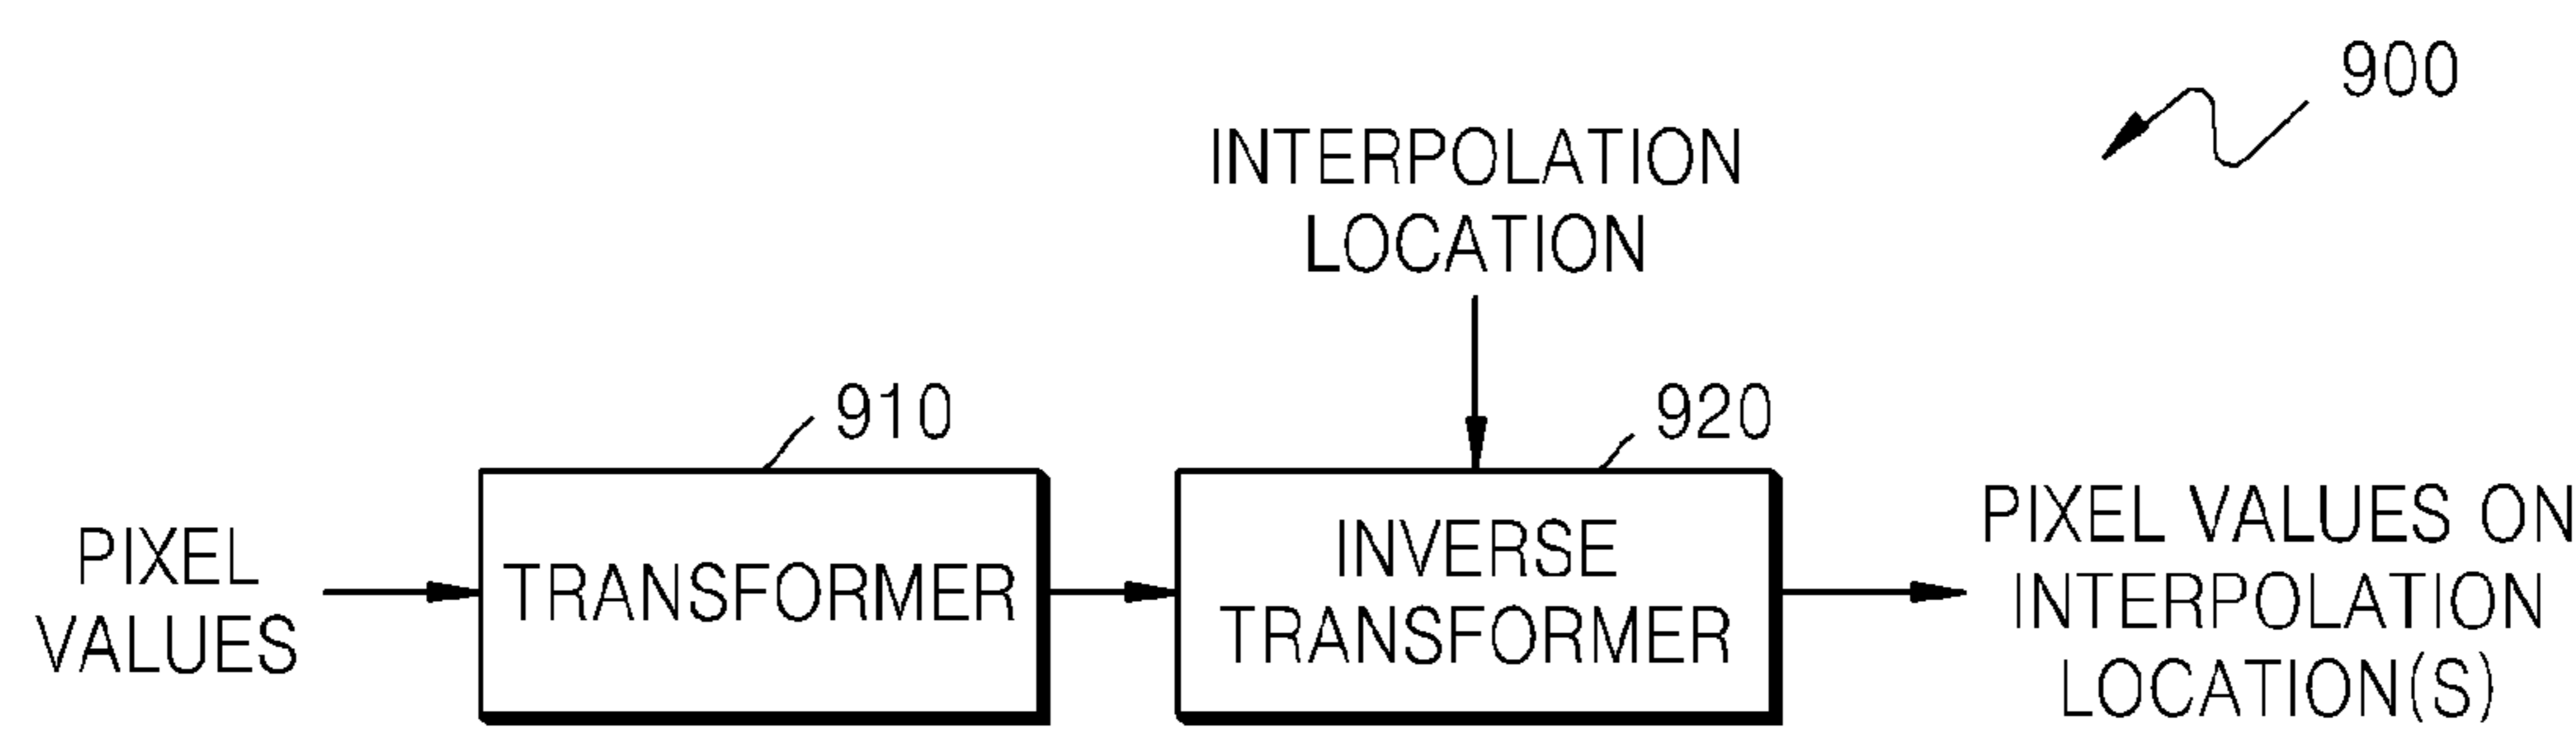 900
INTERPOLATION
LOCATION
910
920
PIXEL
VALUES
TRANSFORMER
INVERSE
TRANSFORMER
PIXEL VALUES ON
INTERPOLATION
LOCATION(S)